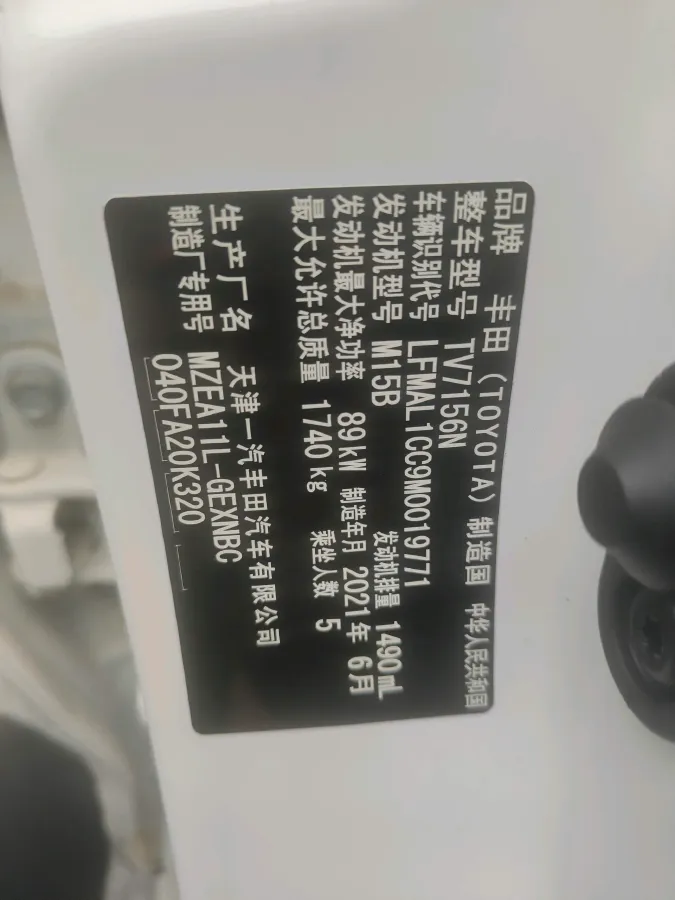 品牌 丰田 (TOYOTA) 制造国 中华人民共和国
整车型号 TV7156N
车辆识别代号 LFMAL1CC9M0019771
发动机型号 M15B 发动机排量 1490mL
发动机最大净功率 89kW 制造年月 2021年 6月
最大允许总质量 1740kg 乘坐人数 5
生产厂名 天津一汽丰田汽车有限公司
制造厂专用号 MZEA11L-GEXNBC
040FA20K320